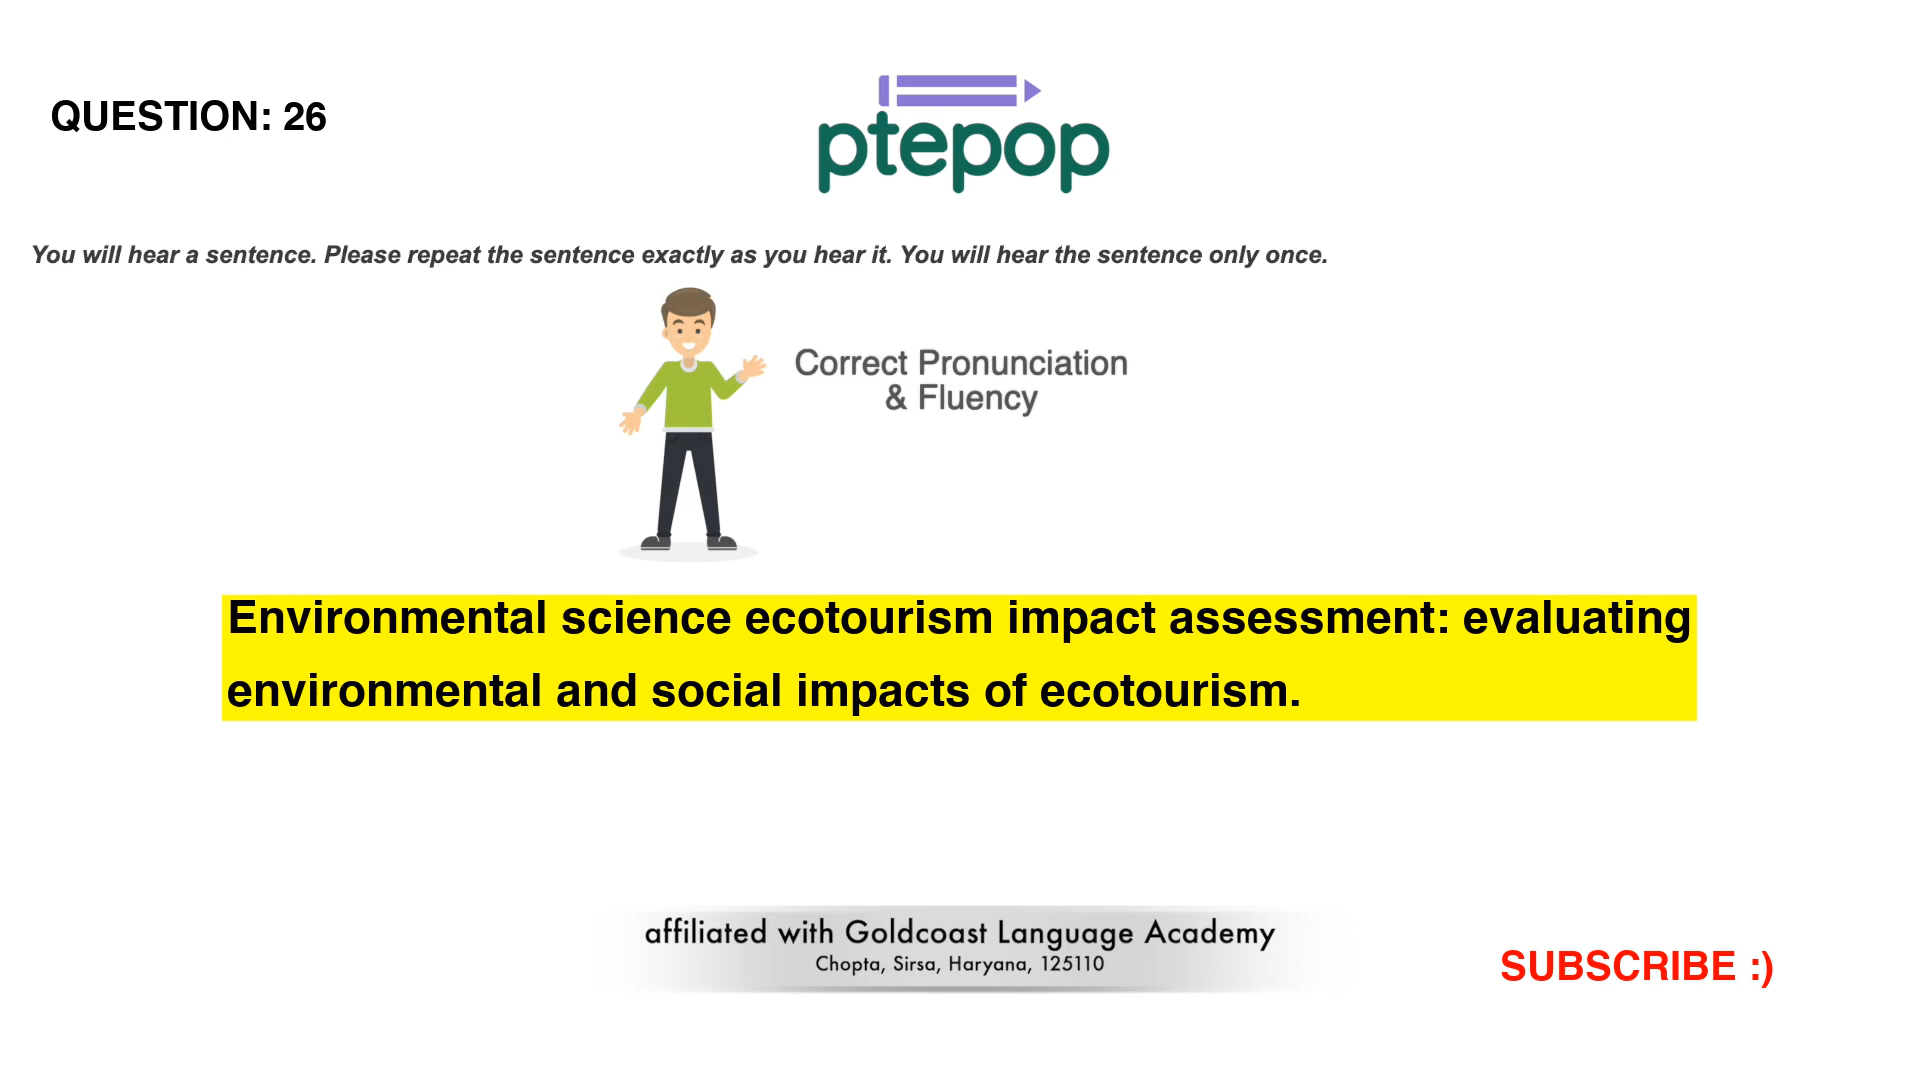 QUESTION: 26
ptepop
You will hear a sentence. Please repeat the sentence exactly as you hear it. You will hear the sentence only once.
Correct Pronunciation
& Fluency
Environmental science ecotourism impact assessment: evaluating
environmental and social impacts of ecotourism.
affiliated with Goldcoast Language Academy
Chopta, Sirsa, Haryana, 125110
SUBSCRIBE :)